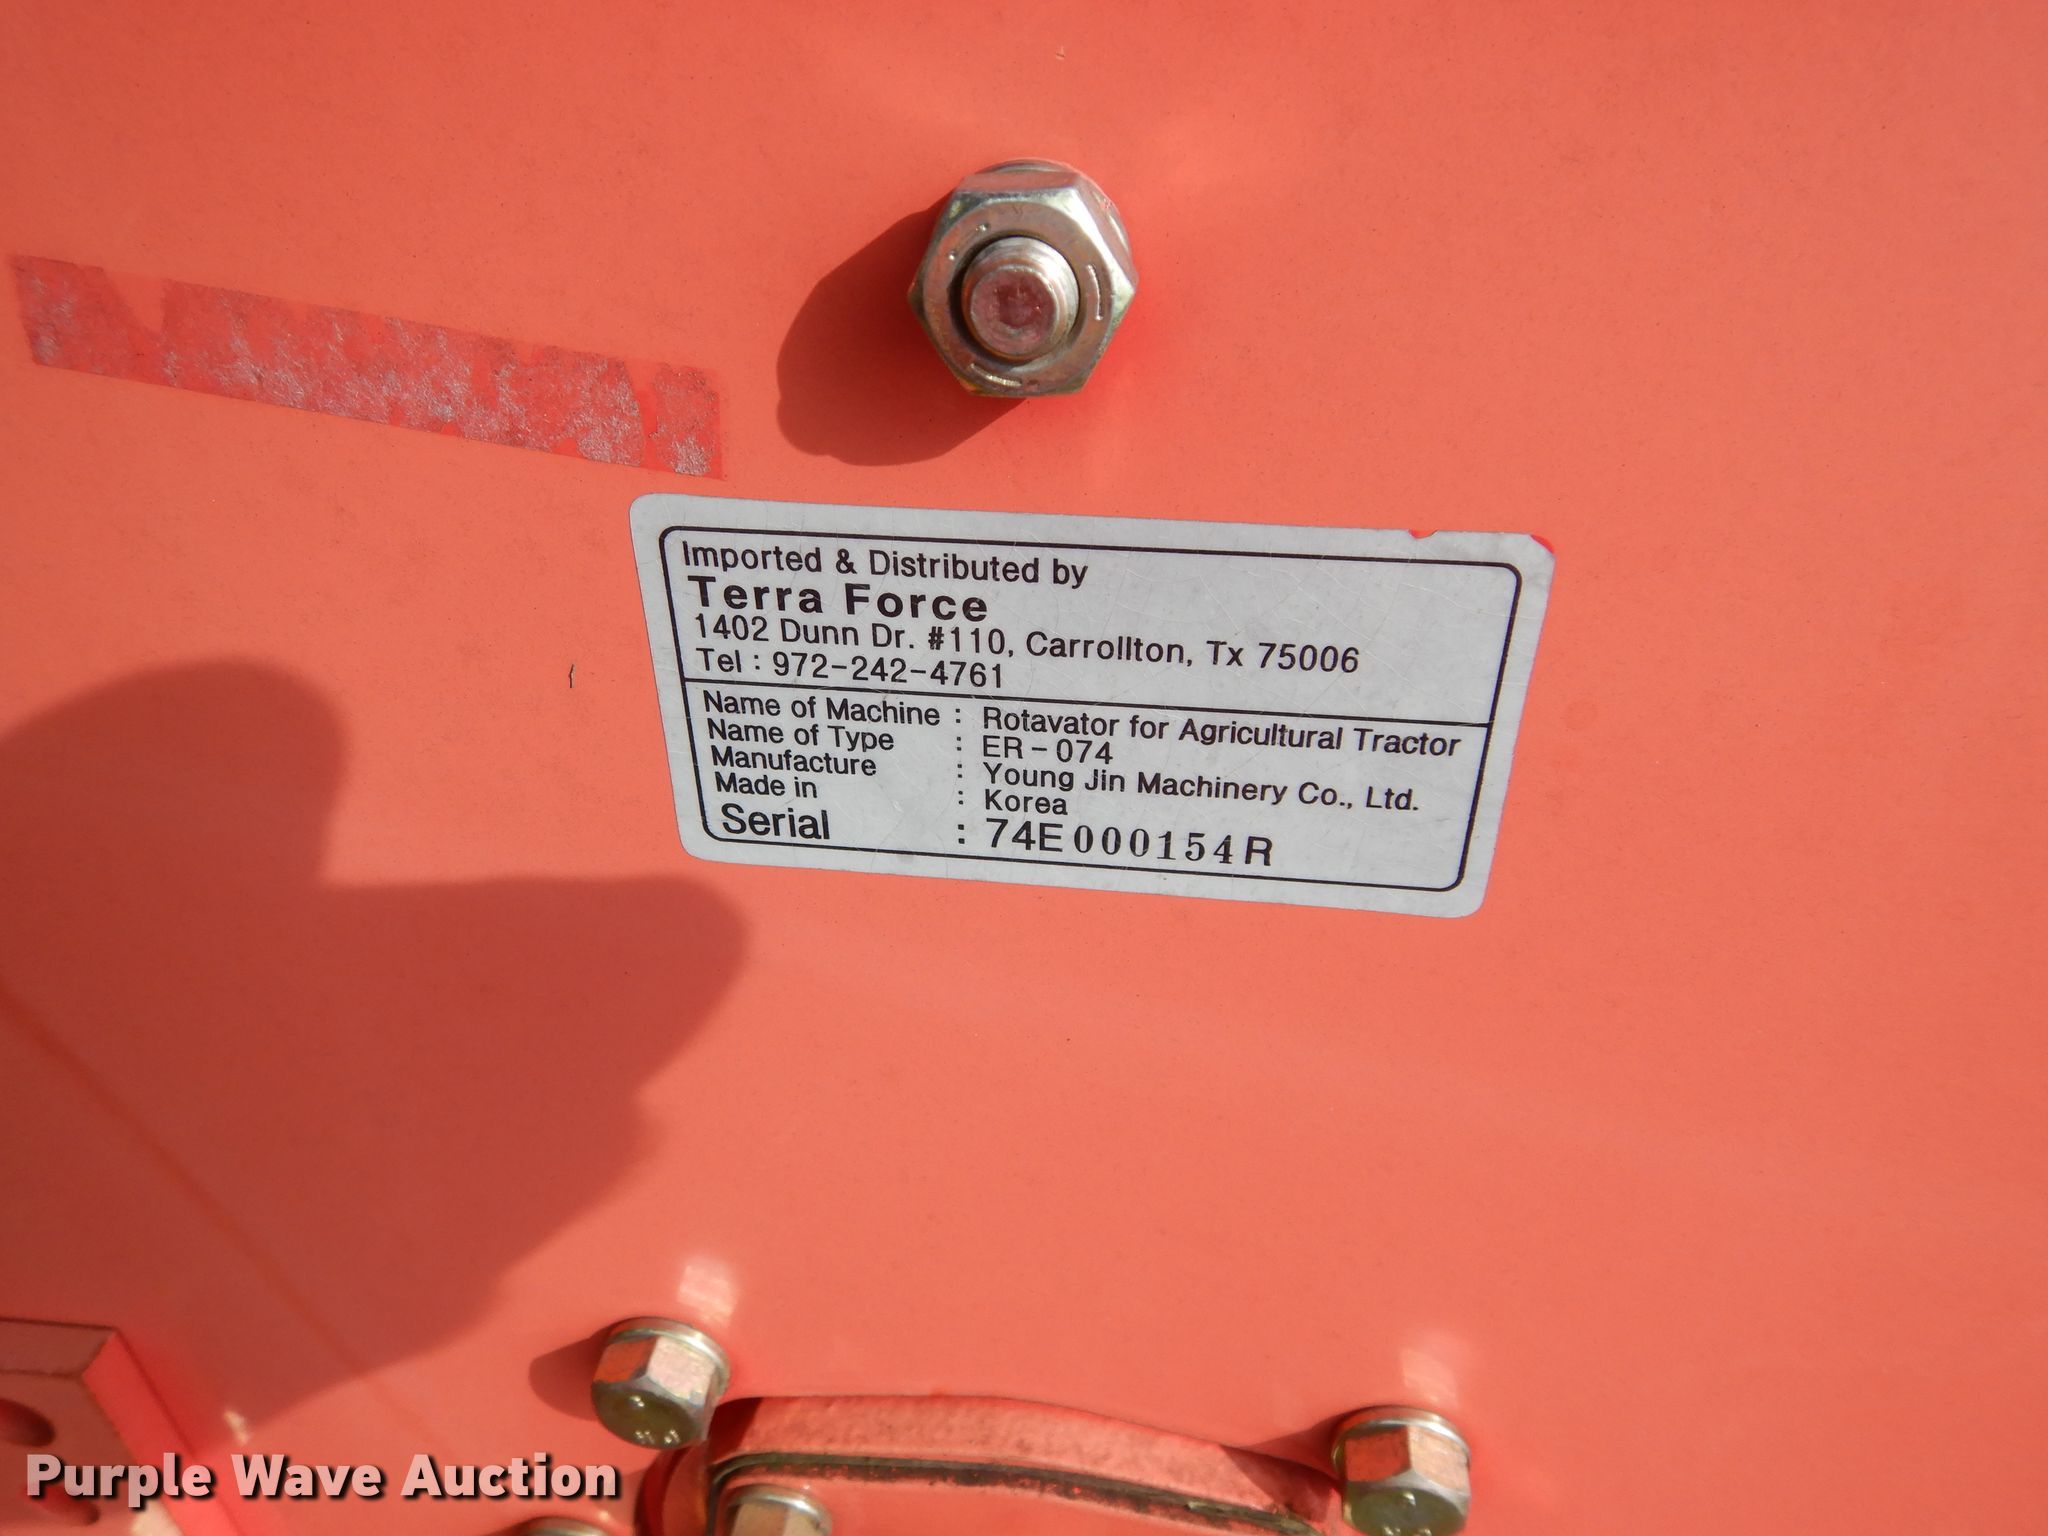 Imported & Distributed by
Terra Force
1402 Dunn Dr. #110, Carrollton, Tx 75006
Tel : 972-242-4761
Name of Machine : Rotavator for Agricultural Tractor
Name of Type : ER-074
Manufacture : Young Jin Machinery Co., Ltd.
Made in : Korea
Serial : 74E000154R
Purple Wave Auction